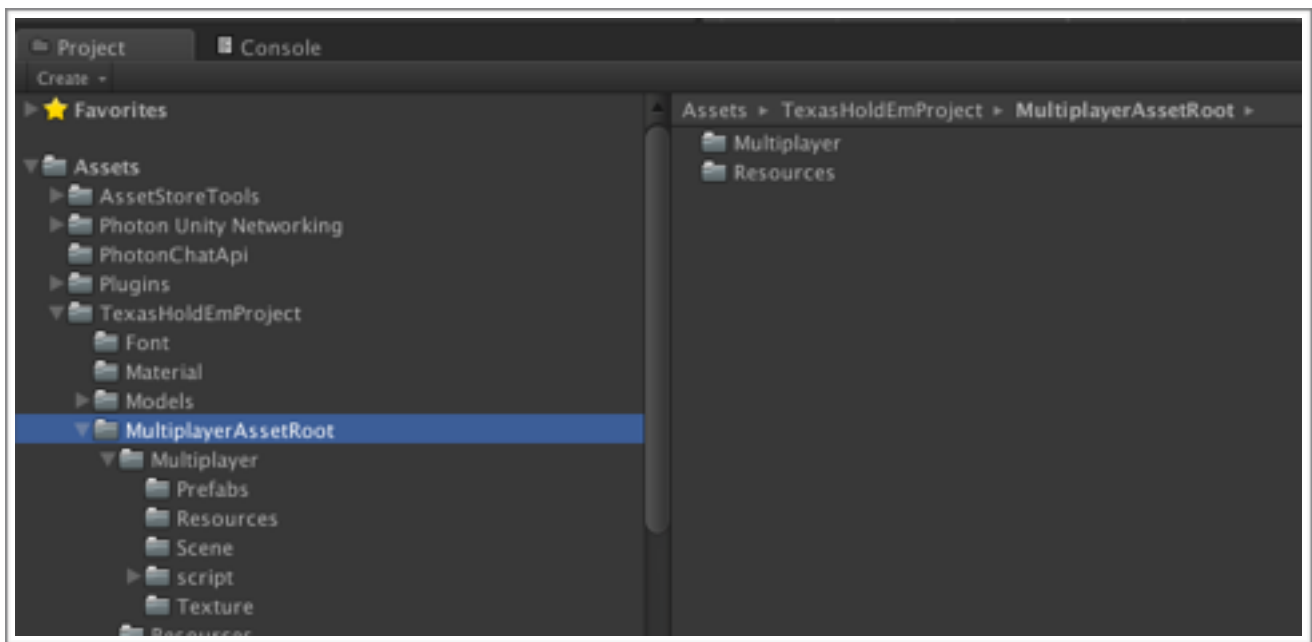 Project Console
Create
Favorites
Assets
AssetStoreTools
Photon Unity Networking
PhotonChatApi
Plugins
TexasHoldEmProject
Font
Material
Models
MultiplayerAssetRoot
Multiplayer
Prefabs
Resources
Scene
script
Texture
Resources
Assets ▸ TexasHoldEmProject ▸ MultiplayerAssetRoot ▸
Multiplayer
Resources